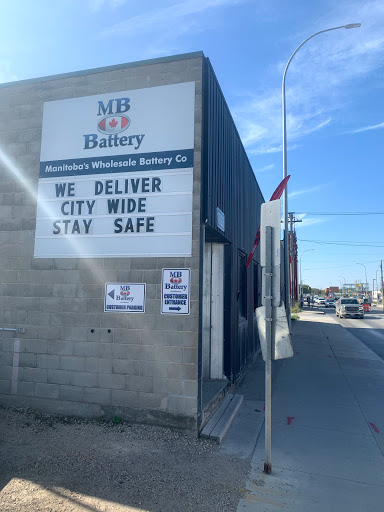 MB
Battery
Manitoba's Wholesale Battery Co
WE DELIVER
CITY WIDE
STAY SAFE
MB
Battery
CUSTOMER PARKING
MB
Battery
CUSTOMER
ENTRANCE